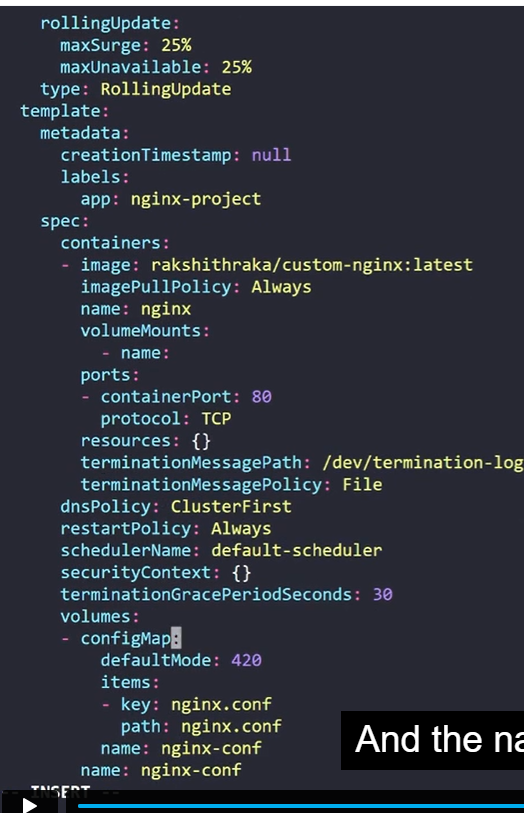 rollingUpdate:
maxSurge: 25%
maxUnavailable: 25%
type: RollingUpdate
template:
metadata:
creationTimestamp: null
labels:
app: nginx-project
spec:
containers:
- image: rakshithraka/custom-nginx:latest
imagePullPolicy: Always
name: nginx
volumeMounts:
- name:
ports:
- containerPort: 80
protocol: TCP
resources: {}
terminationMessagePath: /dev/termination-log
terminationMessagePolicy: File
dnsPolicy: ClusterFirst
restartPolicy: Always
schedulerName: default-scheduler
securityContext: {}
terminationGracePeriodSeconds: 30
volumes:
- configMap:
defaultMode: 420
items:
- key: nginx.conf
path: nginx.conf
name: nginx-conf
name: nginx-conf
And the na
-- INSERT --